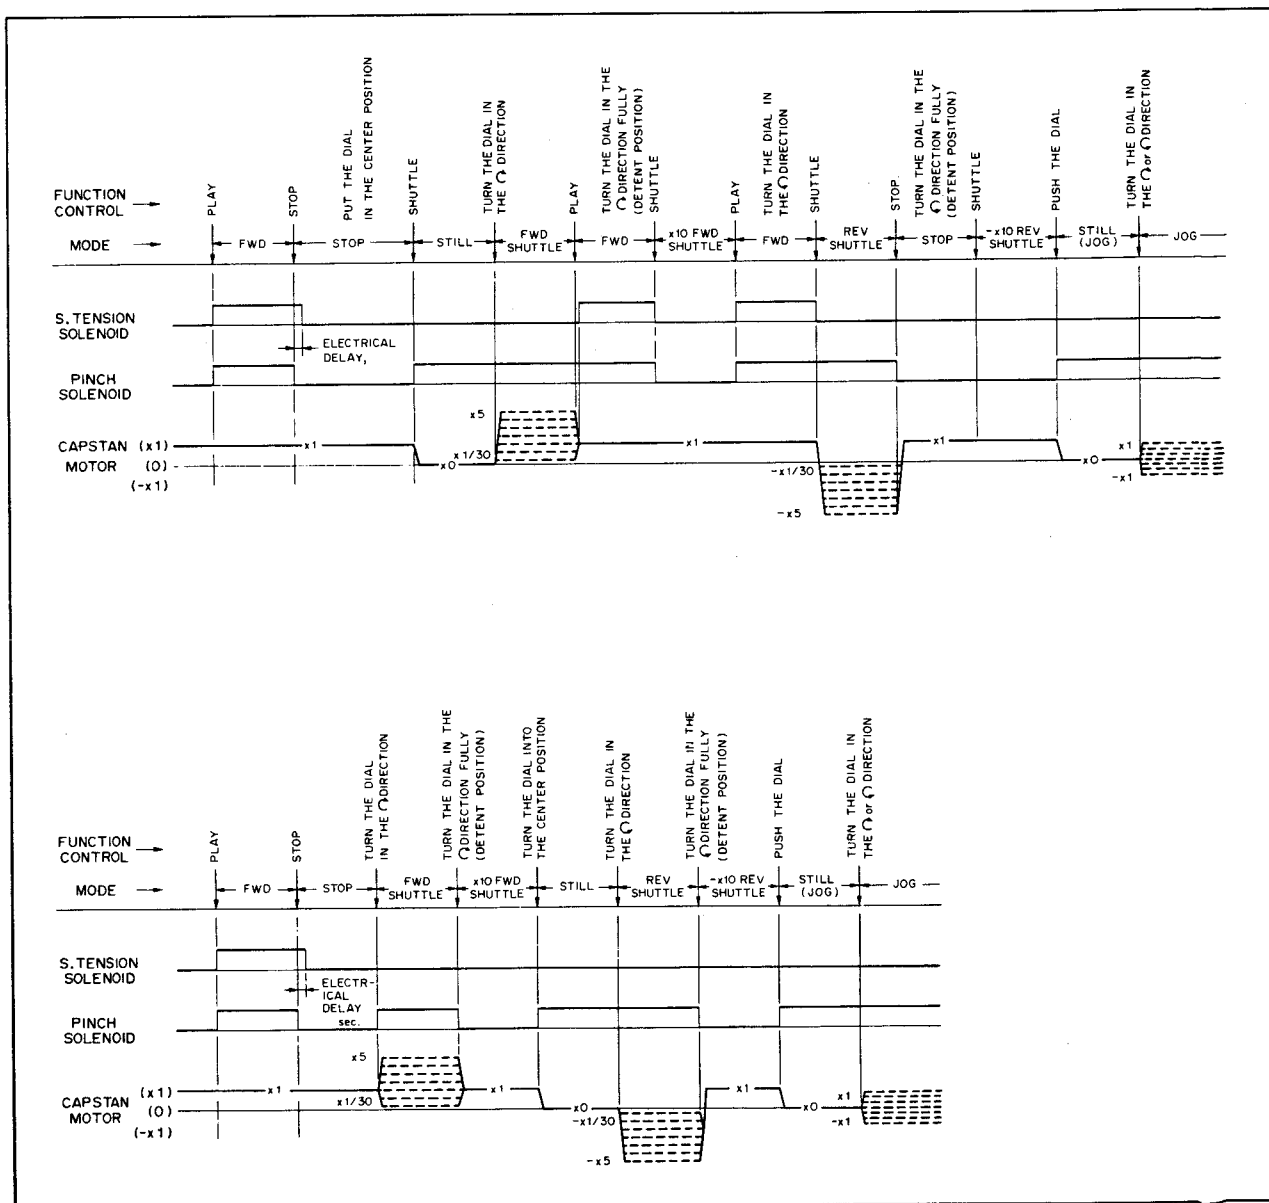 FUNCTION CONTROL →
PLAY
STOP
PUT THE DIAL
IN THE CENTER POSITION
SHUTTLE
TURN THE DIAL IN
THE ↷ DIRECTION
PLAY
TURN THE DIAL IN THE
↷ DIRECTION FULLY
(DETENT POSITION)
SHUTTLE
PLAY
TURN THE DIAL IN
THE ↶ DIRECTION
SHUTTLE
STOP
TURN THE DIAL IN THE
↶ DIRECTION FULLY
(DETENT POSITION)
SHUTTLE
PUSH THE DIAL
TURN THE DIAL IN
THE ↷ or ↶ DIRECTION
MODE →
FWD
STOP
STILL
FWD
SHUTTLE
FWD
x10 FWD
SHUTTLE
FWD
REV
SHUTTLE
STOP
-x10 REV
SHUTTLE
STILL
(JOG)
JOG
S. TENSION
SOLENOID
ELECTRICAL
DELAY,
PINCH
SOLENOID
CAPSTAN (x1)
MOTOR (0)
(-x1)
x1
x0
x5
x1/30
x1
-x1/30
-x5
x1
x0
x1
-x1
FUNCTION CONTROL →
PLAY
STOP
TURN THE DIAL
IN THE ↷ DIRECTION
TURN THE DIAL IN THE
↷ DIRECTION FULLY
(DETENT POSITION)
TURN THE DIAL INTO
THE CENTER POSITION
TURN THE DIAL IN
THE ↶ DIRECTION
TURN THE DIAL IN THE
↶ DIRECTION FULLY
(DETENT POSITION)
PUSH THE DIAL
TURN THE DIAL IN
THE ↷ or ↶ DIRECTION
MODE →
FWD
STOP
FWD
SHUTTLE
x10 FWD
SHUTTLE
STILL
REV
SHUTTLE
-x10 REV
SHUTTLE
STILL
(JOG)
JOG
S. TENSION
SOLENOID
ELECTR-
ICAL
DELAY
sec.
PINCH
SOLENOID
CAPSTAN (x1)
MOTOR (0)
(-x1)
x1
x5
x1/30
x1
x0
-x1/30
-x5
x1
x0
x1
-x1